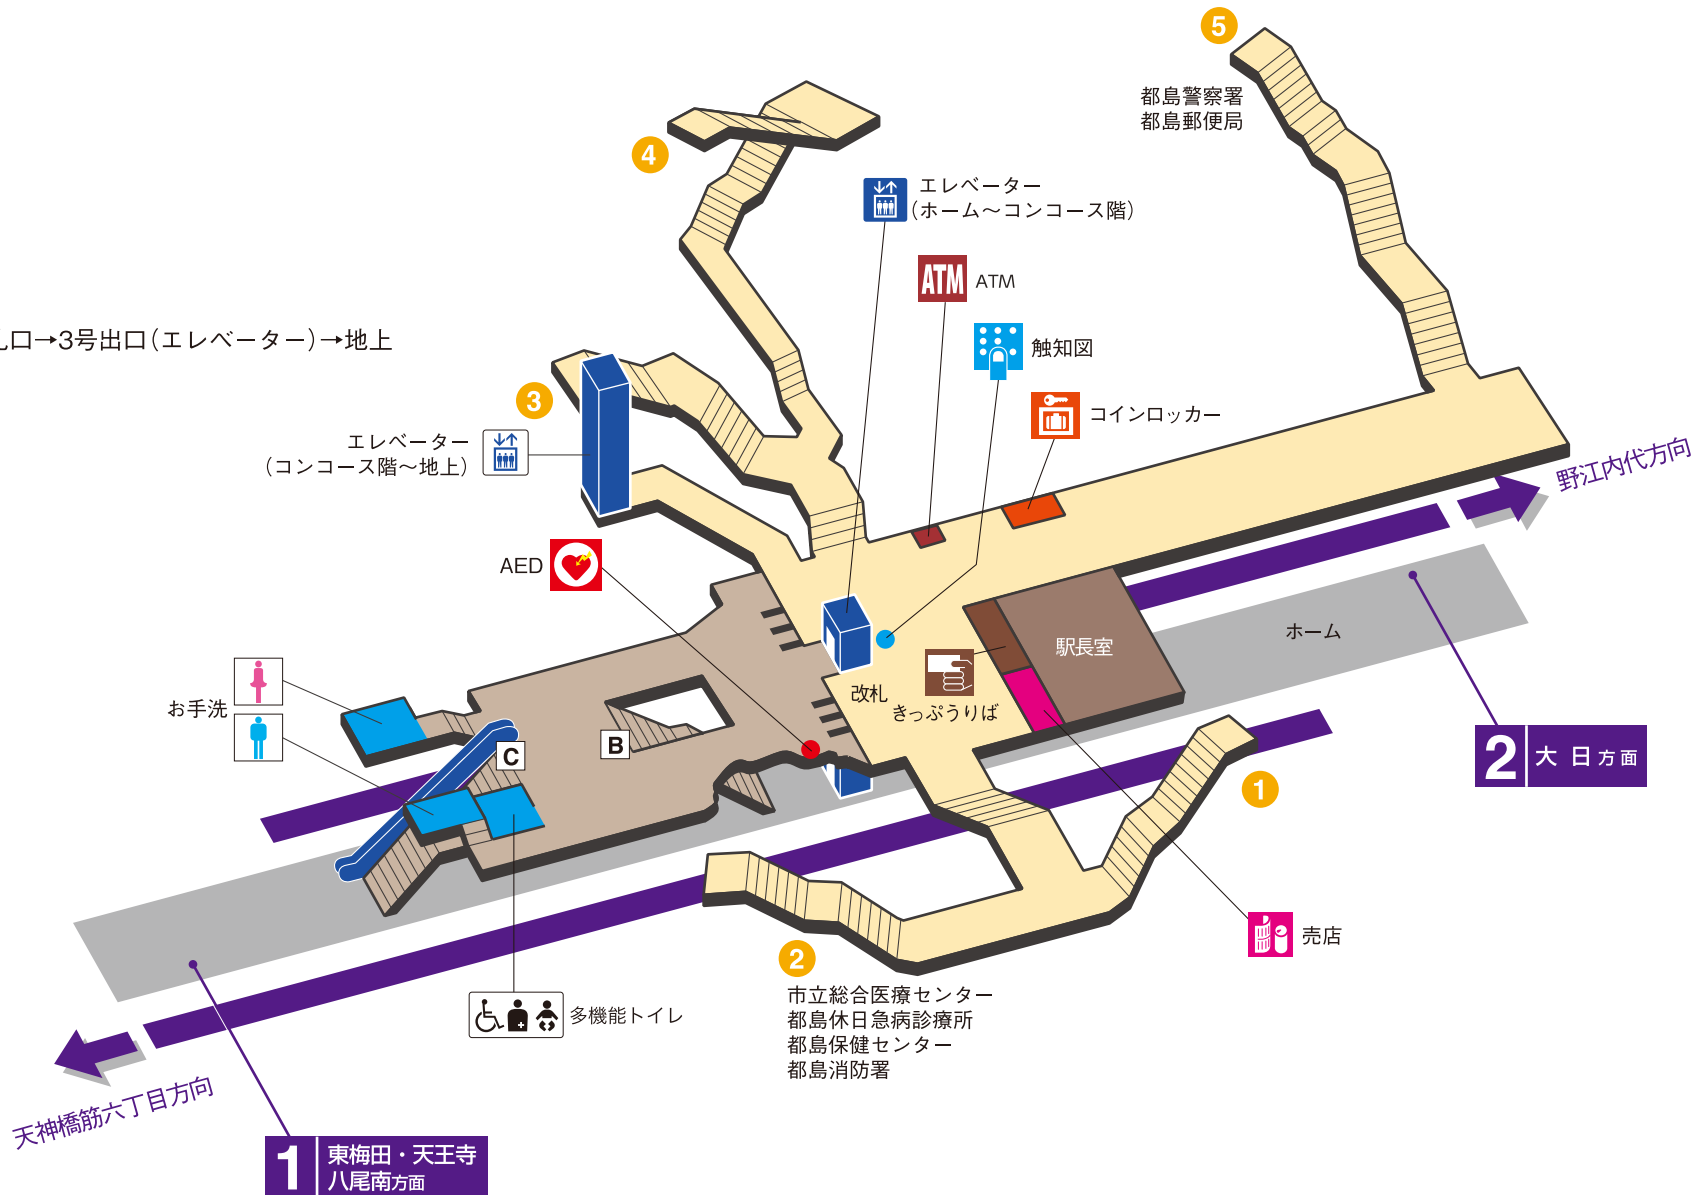 5
都島警察署
都島郵便局
4
エレベーター
(ホーム〜コンコース階)
ATM ATM
触知図
札口→3号出口(エレベーター)→地上
3
コインロッカー
エレベーター
(コンコース階〜地上)
野江内代方向
AED
ホーム
駅長室
改札
きっぷうりば
お手洗
B
C
2 大日方面
1
売店
2
市立総合医療センター
都島休日急病診療所
都島保健センター
都島消防署
多機能トイレ
天神橋筋六丁目方向
1 東梅田・天王寺
八尾南方面